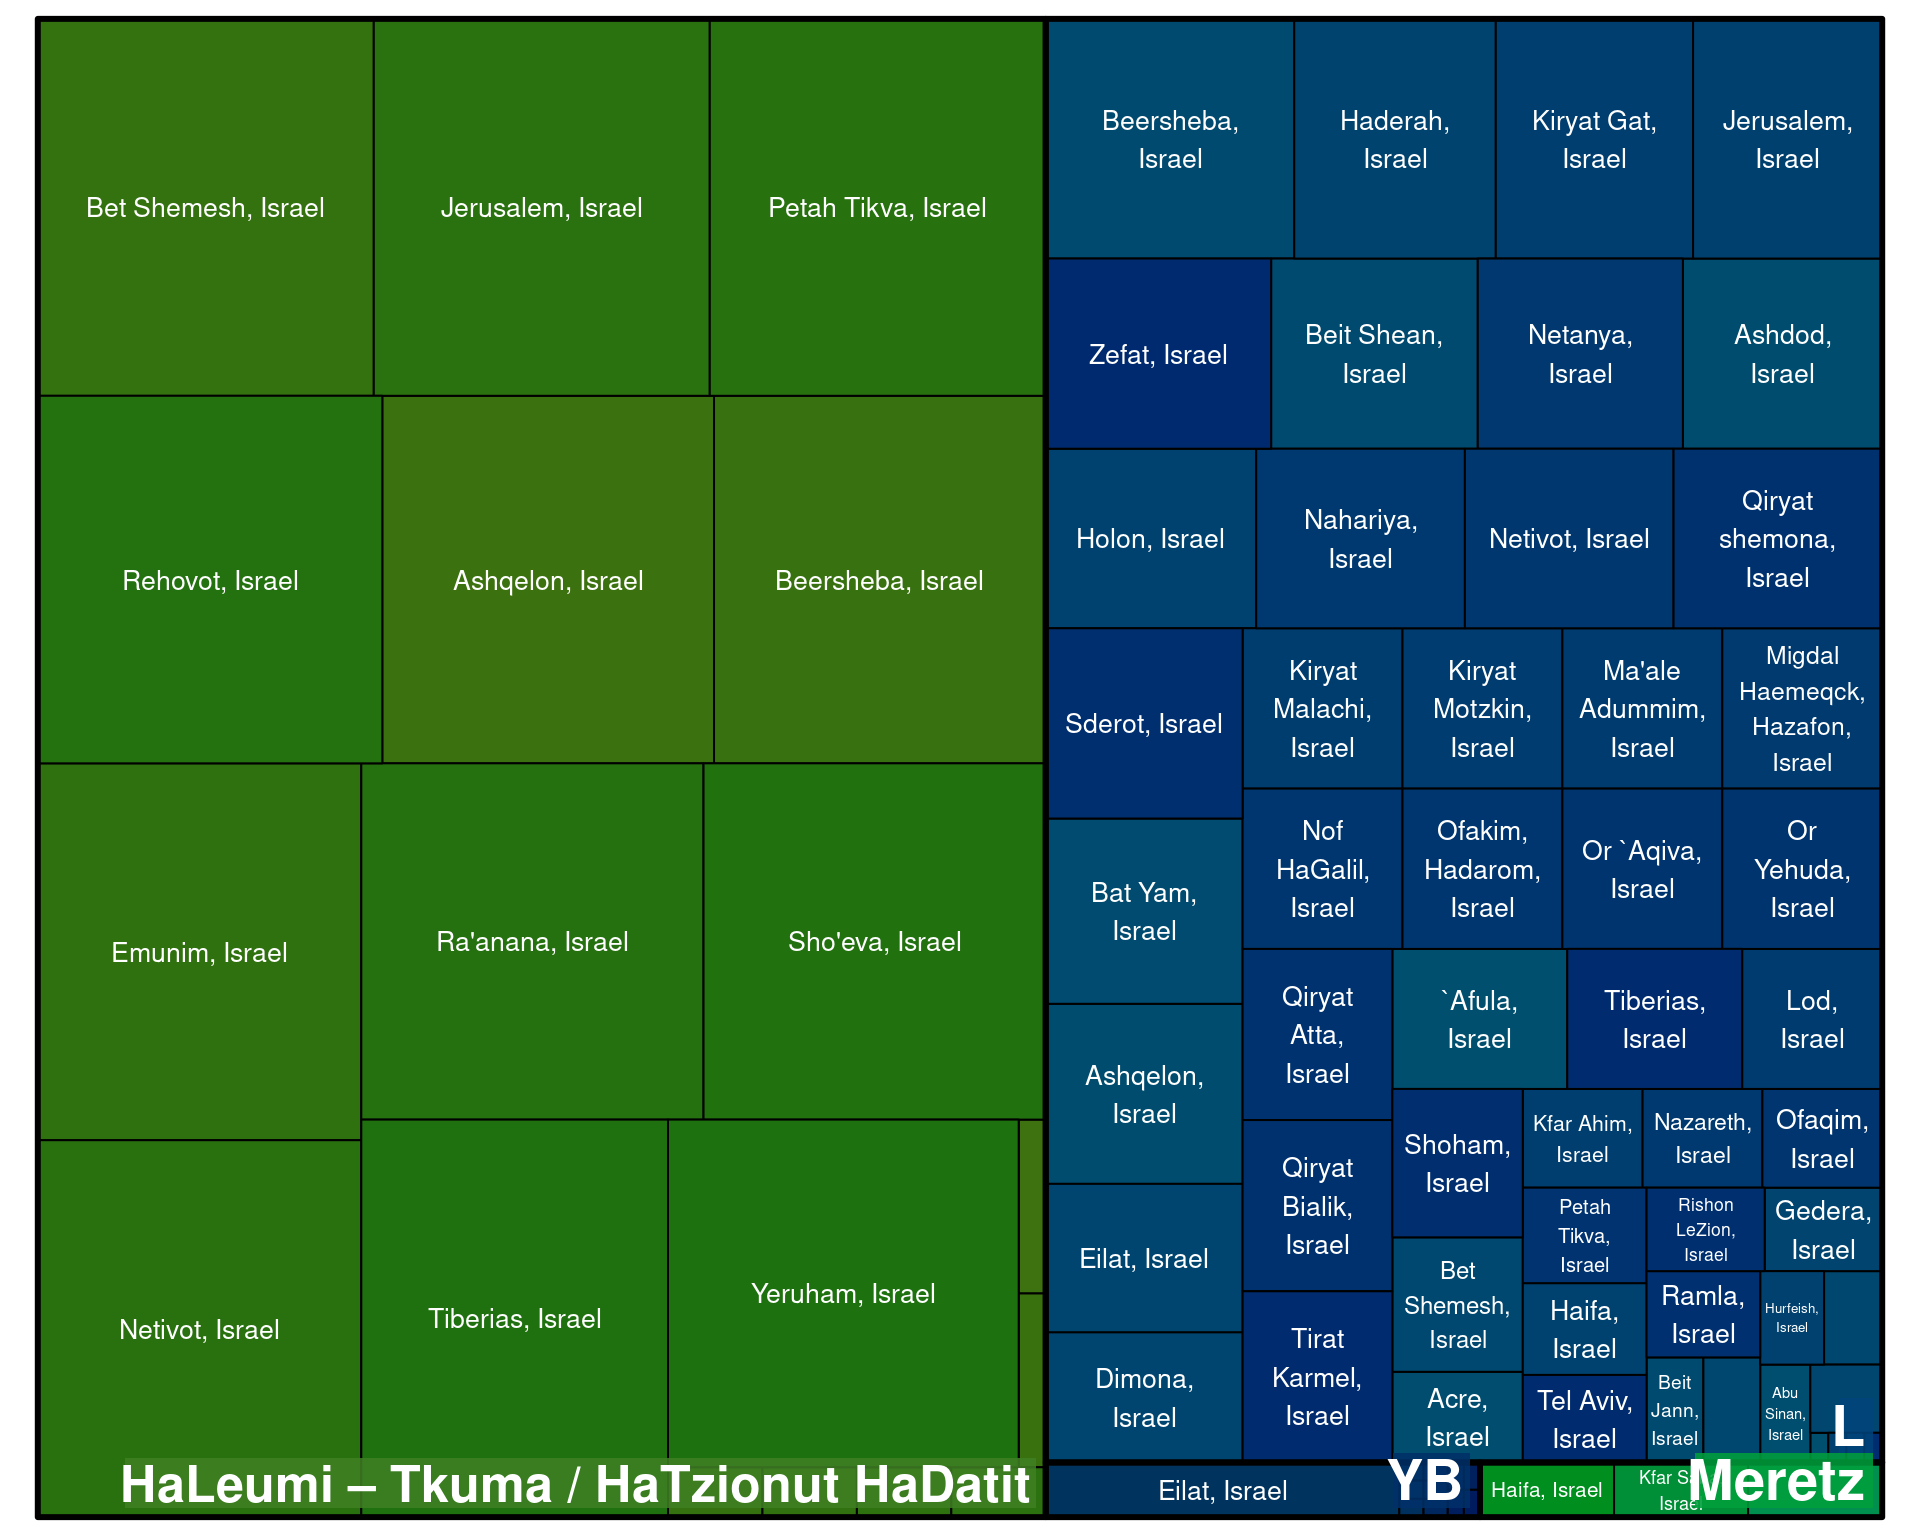 Bet Shemesh, Israel
Jerusalem, Israel
Petah Tikva, Israel
Rehovot, Israel
Ashqelon, Israel
Beersheba, Israel
Emunim, Israel
Ra'anana, Israel
Sho'eva, Israel
Netivot, Israel
Tiberias, Israel
Yeruham, Israel
HaLeumi – Tkuma / HaTzionut HaDatit
Beersheba,
Israel
Haderah,
Israel
Kiryat Gat,
Israel
Jerusalem,
Israel
Zefat, Israel
Beit Shean,
Israel
Netanya,
Israel
Ashdod,
Israel
Holon, Israel
Nahariya,
Israel
Netivot, Israel
Qiryat
shemona,
Israel
Sderot, Israel
Kiryat
Malachi,
Israel
Kiryat
Motzkin,
Israel
Ma'ale
Adummim,
Israel
Migdal
Haemeqck,
Hazafon,
Israel
Nof
HaGalil,
Israel
Ofakim,
Hadarom,
Israel
Or `Aqiva,
Israel
Or
Yehuda,
Israel
Bat Yam,
Israel
Ashqelon,
Israel
Eilat, Israel
Dimona,
Israel
Qiryat
Atta,
Israel
Qiryat
Bialik,
Israel
Tirat
Karmel,
Israel
`Afula,
Israel
Tiberias,
Israel
Lod,
Israel
Shoham,
Israel
Kfar Ahim,
Israel
Nazareth,
Israel
Ofaqim,
Israel
Bet
Shemesh,
Israel
Petah
Tikva,
Israel
Rishon
LeZion,
Israel
Gedera,
Israel
Haifa,
Israel
Ramla,
Israel
Hurfeish,
Israel
Acre,
Israel
Tel Aviv,
Israel
Beit
Jann,
Israel
Abu
Sinan,
Israel
L
Eilat, Israel
YB
Haifa, Israel
Kfar
Israel
Meretz